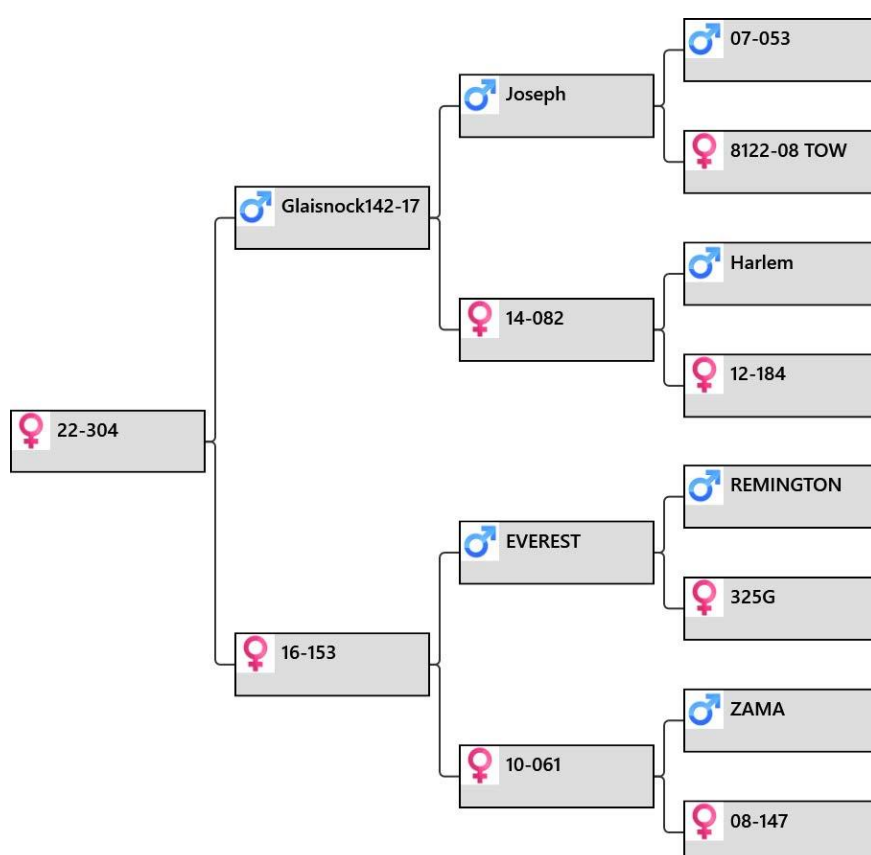 07-053
Joseph
8122-08 TOW
Glaisnock142-17
Harlem
14-082
12-184
22-304
REMINGTON
EVEREST
325G
16-153
ZAMA
10-061
08-147